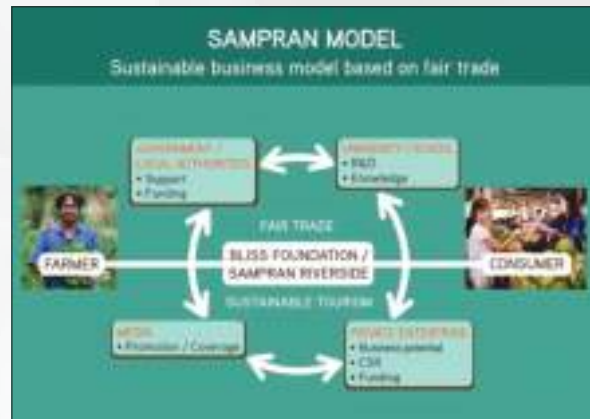 SAMPRAN MODEL
Sustainable business model based on fair trade
GOVERNMENT /
LOCAL AUTHORITIES
• Support
• Funding
UNIVERSITY / SCHOOL
• R&D
• Knowledge
FAIR TRADE
FARMER
BLISS FOUNDATION /
SAMPRAN RIVERSIDE
CONSUMER
SUSTAINABLE TOURISM
MEDIA
• Promotion / Coverage
PRIVATE ENTERPRISE
• Business potential
• CSR
• Funding